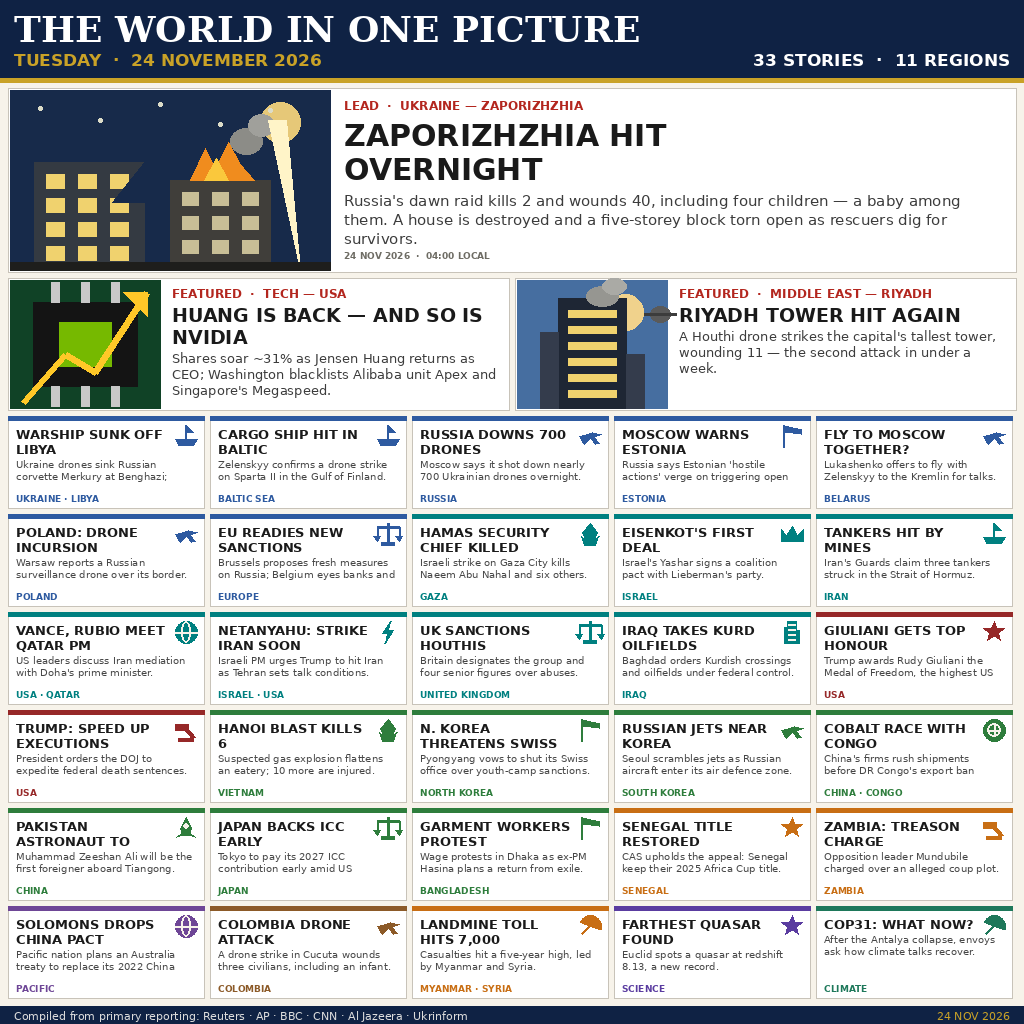 THE WORLD IN ONE PICTURE
TUESDAY · 24 NOVEMBER 2026
33 STORIES · 11 REGIONS
LEAD · UKRAINE — ZAPORIZHZHIA
ZAPORIZHZHIA HIT
OVERNIGHT
Russia's dawn raid kills 2 and wounds 40, including four children — a baby among
them. A house is destroyed and a five-storey block torn open as rescuers dig for
survivors.
24 NOV 2026 · 04:00 LOCAL
FEATURED · TECH — USA
HUANG IS BACK — AND SO IS
NVIDIA
Shares soar ~31% as Jensen Huang returns as
CEO; Washington blacklists Alibaba unit Apex and
Singapore's Megaspeed.
FEATURED · MIDDLE EAST — RIYADH
RIYADH TOWER HIT AGAIN
A Houthi drone strikes the capital's tallest tower,
wounding 11 — the second attack in under a
week.
WARSHIP SUNK OFF
LIBYA
Ukraine drones sink Russian
corvette Merkury at Benghazi;
UKRAINE · LIBYA
CARGO SHIP HIT IN
BALTIC
Zelenskyy confirms a drone strike
on Sparta II in the Gulf of Finland.
BALTIC SEA
RUSSIA DOWNS 700
DRONES
Moscow says it shot down nearly
700 Ukrainian drones overnight.
RUSSIA
MOSCOW WARNS
ESTONIA
Russia says Estonian 'hostile
actions' verge on triggering open
ESTONIA
FLY TO MOSCOW
TOGETHER?
Lukashenko offers to fly with
Zelenskyy to the Kremlin for talks.
BELARUS
POLAND: DRONE
INCURSION
Warsaw reports a Russian
surveillance drone over its border.
POLAND
EU READIES NEW
SANCTIONS
Brussels proposes fresh measures
on Russia; Belgium eyes banks and
EUROPE
HAMAS SECURITY
CHIEF KILLED
Israeli strike on Gaza City kills
Naeem Abu Nahal and six others.
GAZA
EISENKOT'S FIRST
DEAL
Israel's Yashar signs a coalition
pact with Lieberman's party.
ISRAEL
TANKERS HIT BY
MINES
Iran's Guards claim three tankers
struck in the Strait of Hormuz.
IRAN
VANCE, RUBIO MEET
QATAR PM
US leaders discuss Iran mediation
with Doha's prime minister.
USA · QATAR
NETANYAHU: STRIKE
IRAN SOON
Israeli PM urges Trump to hit Iran
as Tehran sets talk conditions.
ISRAEL · USA
UK SANCTIONS
HOUTHIS
Britain designates the group and
four senior figures over abuses.
UNITED KINGDOM
IRAQ TAKES KURD
OILFIELDS
Baghdad orders Kurdish crossings
and oilfields under federal control.
IRAQ
GIULIANI GETS TOP
HONOUR
Trump awards Rudy Giuliani the
Medal of Freedom, the highest US
USA
TRUMP: SPEED UP
EXECUTIONS
President orders the DOJ to
expedite federal death sentences.
USA
HANOI BLAST KILLS
6
Suspected gas explosion flattens
an eatery; 10 more are injured.
VIETNAM
N. KOREA
THREATENS SWISS
Pyongyang vows to shut its Swiss
office over youth-camp sanctions.
NORTH KOREA
RUSSIAN JETS NEAR
KOREA
Seoul scrambles jets as Russian
aircraft enter its air defence zone.
SOUTH KOREA
COBALT RACE WITH
CONGO
China's firms rush shipments
before DR Congo's export ban
CHINA · CONGO
PAKISTAN
ASTRONAUT TO
Muhammad Zeeshan Ali will be the
first foreigner aboard Tiangong.
CHINA
JAPAN BACKS ICC
EARLY
Tokyo to pay its 2027 ICC
contribution early amid US
JAPAN
GARMENT WORKERS
PROTEST
Wage protests in Dhaka as ex-PM
Hasina plans a return from exile.
BANGLADESH
SENEGAL TITLE
RESTORED
CAS upholds the appeal: Senegal
keep their 2025 Africa Cup title.
SENEGAL
ZAMBIA: TREASON
CHARGE
Opposition leader Mundubile
charged over an alleged coup plot.
ZAMBIA
SOLOMONS DROPS
CHINA PACT
Pacific nation plans an Australia
treaty to replace its 2022 China
PACIFIC
COLOMBIA DRONE
ATTACK
A drone strike in Cucuta wounds
three civilians, including an infant.
COLOMBIA
LANDMINE TOLL
HITS 7,000
Casualties hit a five-year high, led
by Myanmar and Syria.
MYANMAR · SYRIA
FARTHEST QUASAR
FOUND
Euclid spots a quasar at redshift
8.13, a new record.
SCIENCE
COP31: WHAT NOW?
After the Antalya collapse, envoys
ask how climate talks recover.
CLIMATE
Compiled from primary reporting: Reuters · AP · BBC · CNN · Al Jazeera · Ukrinform
24 NOV 2026